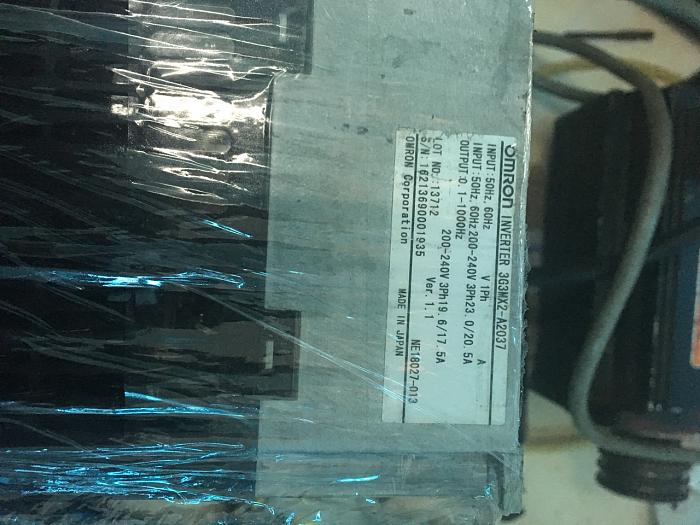 OMRON INVERTER 3G3MX2-A2037
INPUT:50Hz, 60Hz V 1Ph A
INPUT:50Hz, 60Hz 200-240V 3Ph 23.0/20.5A
OUTPUT:0.1-1000Hz 200-240V 3Ph 19.6/17.5A
LOT NO.:13712 Ver.1.1
S/N:16213690001935 NE18027-013
OMRON Corporation MADE IN JAPAN